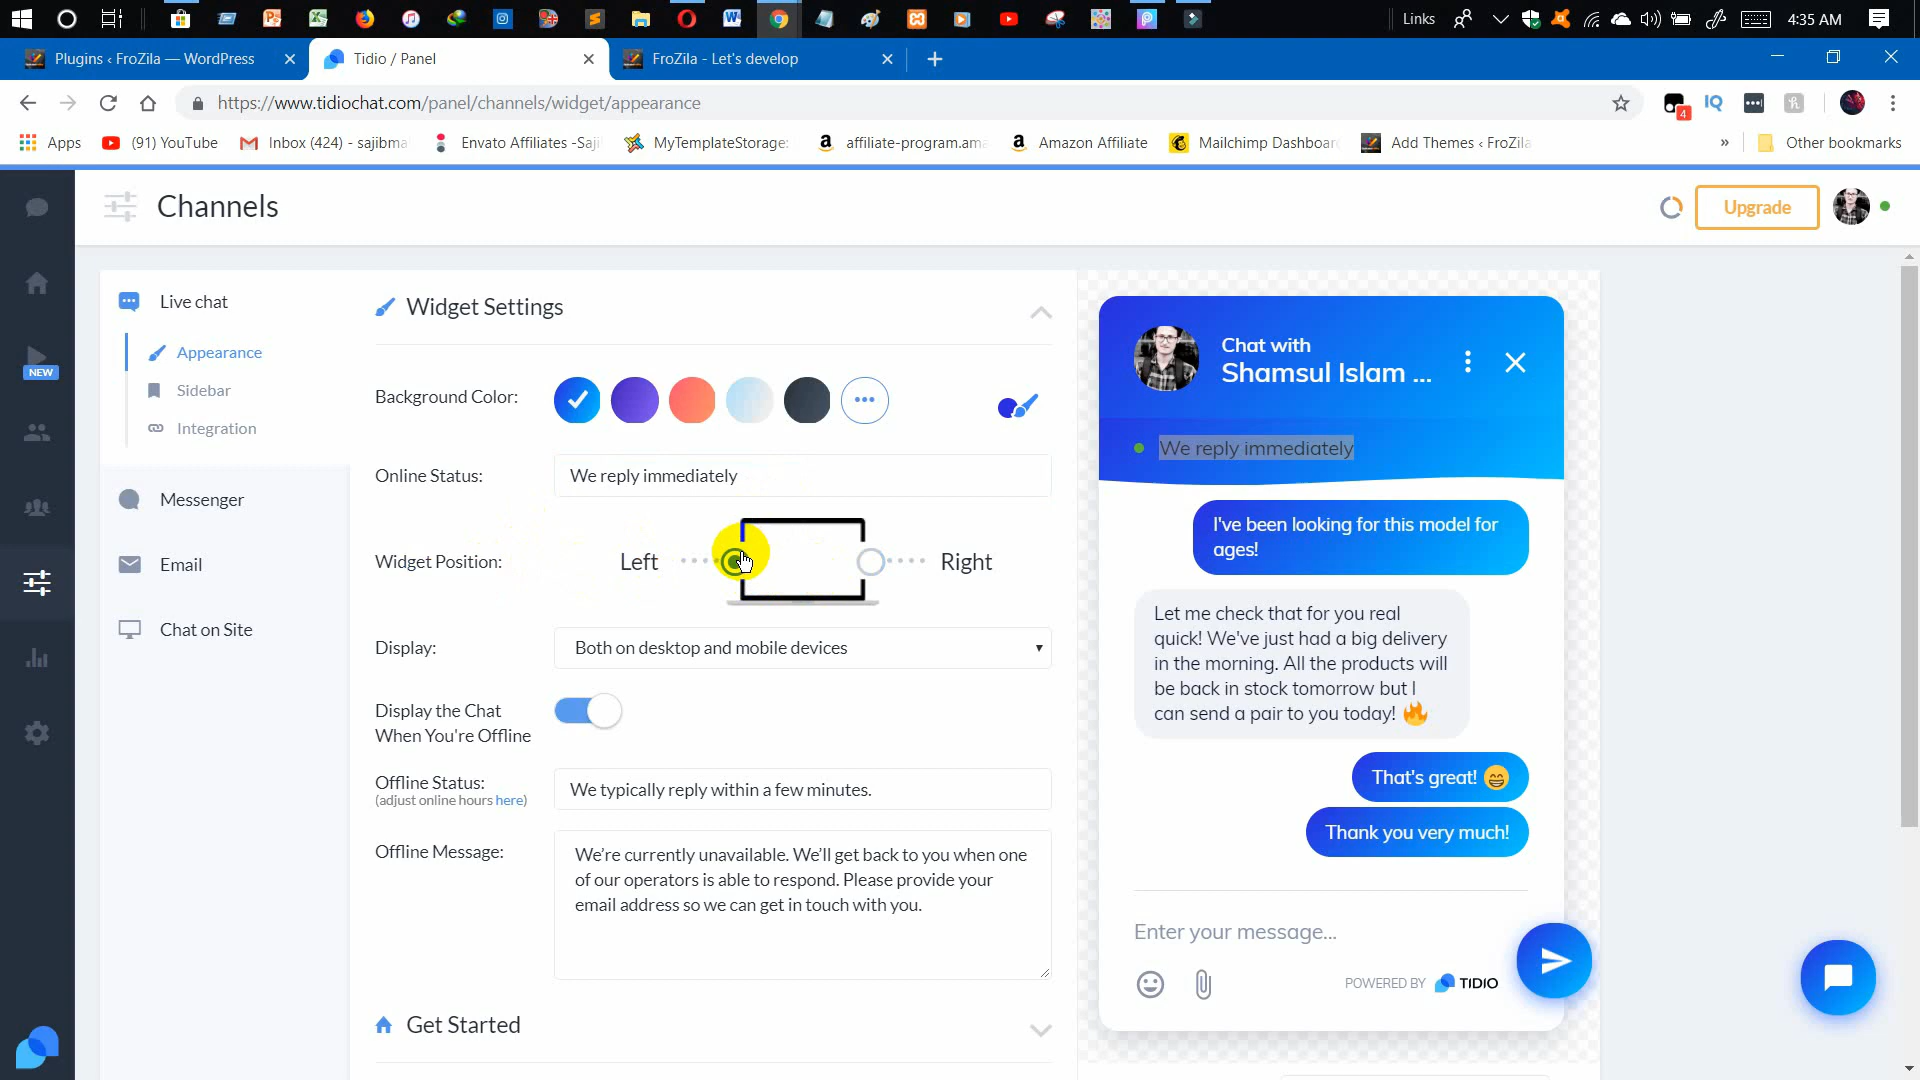 Links
4:35 AM
Plugins ‹ FroZila — WordPress
Tidio / Panel
FroZila - Let's develop
https://www.tidiochat.com/panel/channels/widget/appearance
4
IQ
Apps
(91) YouTube
Inbox (424) - sajibma
Envato Affiliates -Saji
MyTemplateStorage:
affiliate-program.ama
Amazon Affiliate
Mailchimp Dashboar
Add Themes ‹ FroZila
»
Other bookmarks
Channels
Upgrade
NEW
Live chat
Appearance
Sidebar
Integration
Messenger
Email
Chat on Site
Widget Settings
Background Color:
Online Status:
We reply immediately
Widget Position:
Left
Right
Display:
Both on desktop and mobile devices
Display the Chat
When You're Offline
Offline Status:
(adjust online hours here)
We typically reply within a few minutes.
Offline Message:
We're currently unavailable. We'll get back to you when one
of our operators is able to respond. Please provide your
email address so we can get in touch with you.
Get Started
Chat with
Shamsul Islam ...
We reply immediately
I've been looking for this model for
ages!
Let me check that for you real
quick! We've just had a big delivery
in the morning. All the products will
be back in stock tomorrow but I
can send a pair to you today! 🔥
That's great! 😄
Thank you very much!
Enter your message...
POWERED BY TIDIO